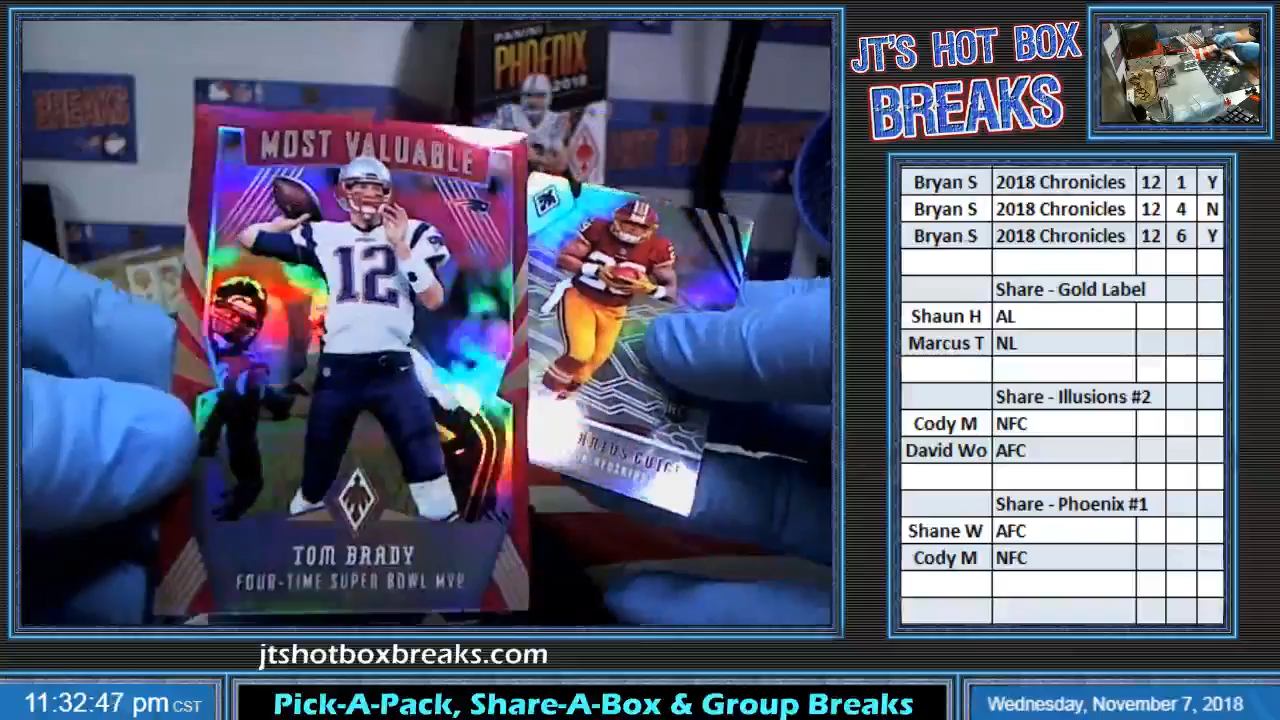 PANINI
PHOENIX
2018
BREAKS
MOST VALUABLE
12
TOM BRADY
FOUR-TIME SUPER BOWL MVP
JT'S HOT BOX
BREAKS
Bryan S 2018 Chronicles 12 1 Y
Bryan S 2018 Chronicles 12 4 N
Bryan S 2018 Chronicles 12 6 Y
Share - Gold Label
Shaun H AL
Marcus T NL
Share - Illusions #2
Cody M NFC
David Wo AFC
Share - Phoenix #1
Shane W AFC
Cody M NFC
jtshotboxbreaks.com
11:32:47 pm CST
Pick-A-Pack, Share-A-Box & Group Breaks
Wednesday, November 7, 2018